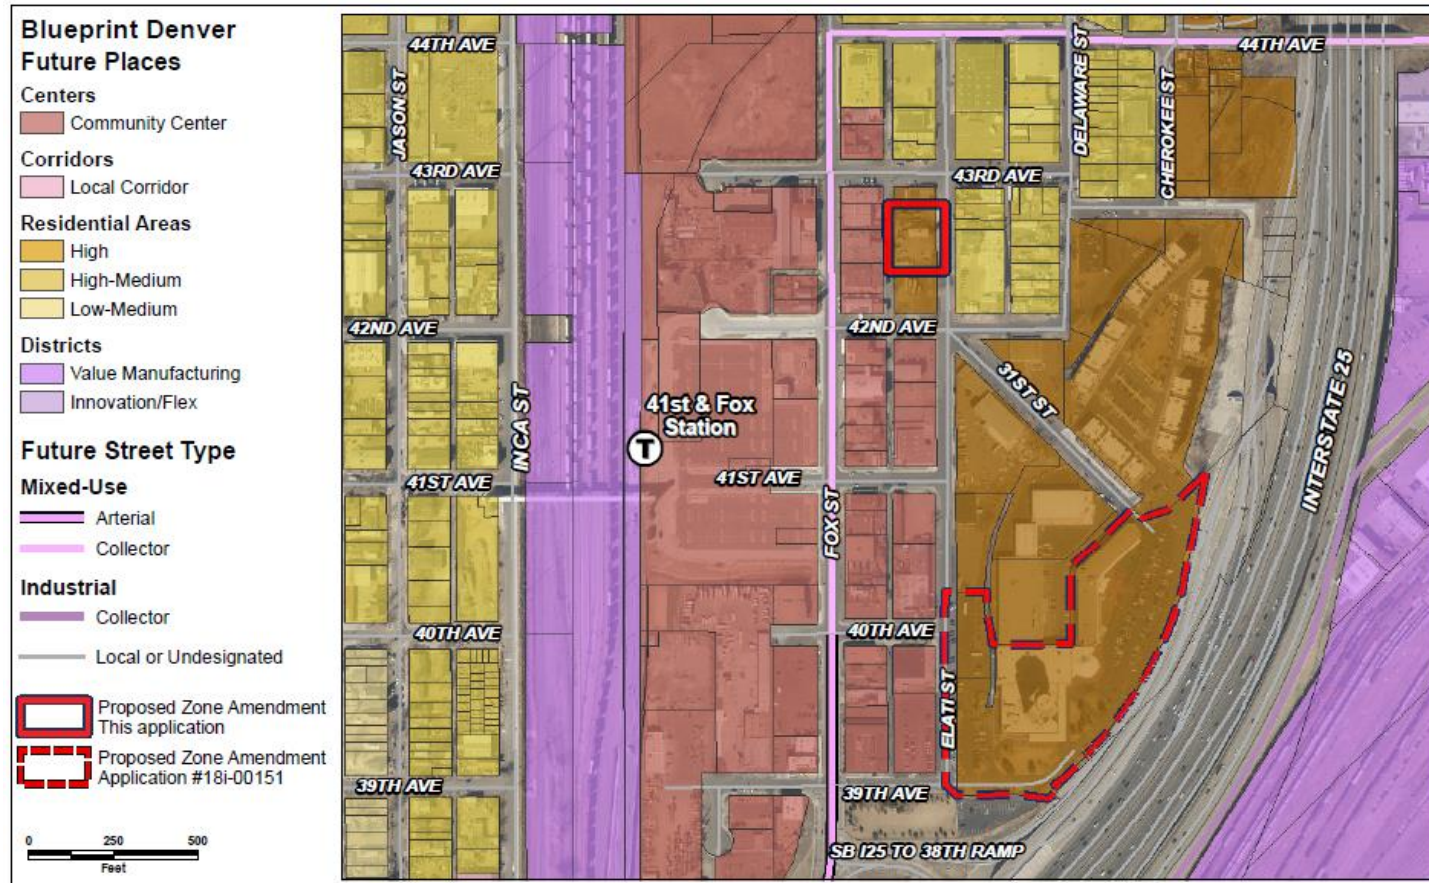 Blueprint Denver
Future Places
Centers
Community Center
Corridors
Local Corridor
Residential Areas
High
High-Medium
Low-Medium
Districts
Value Manufacturing
Innovation/Flex
Future Street Type
Mixed-Use
Arterial
Collector
Industrial
Collector
Local or Undesignated
Proposed Zone Amendment
This application
Proposed Zone Amendment
Application #18i-00151
0 250 500
Feet
44TH AVE
44TH AVE
JASON ST
DELAWARE ST
CHEROKEE ST
43RD AVE
43RD AVE
42ND AVE
42ND AVE
31ST ST
INTERSTATE 25
INCA ST
41st & Fox
Station
T
41ST AVE
41ST AVE
FOX ST
40TH AVE
40TH AVE
ELATI ST
39TH AVE
39TH AVE
SB I25 TO 38TH RAMP